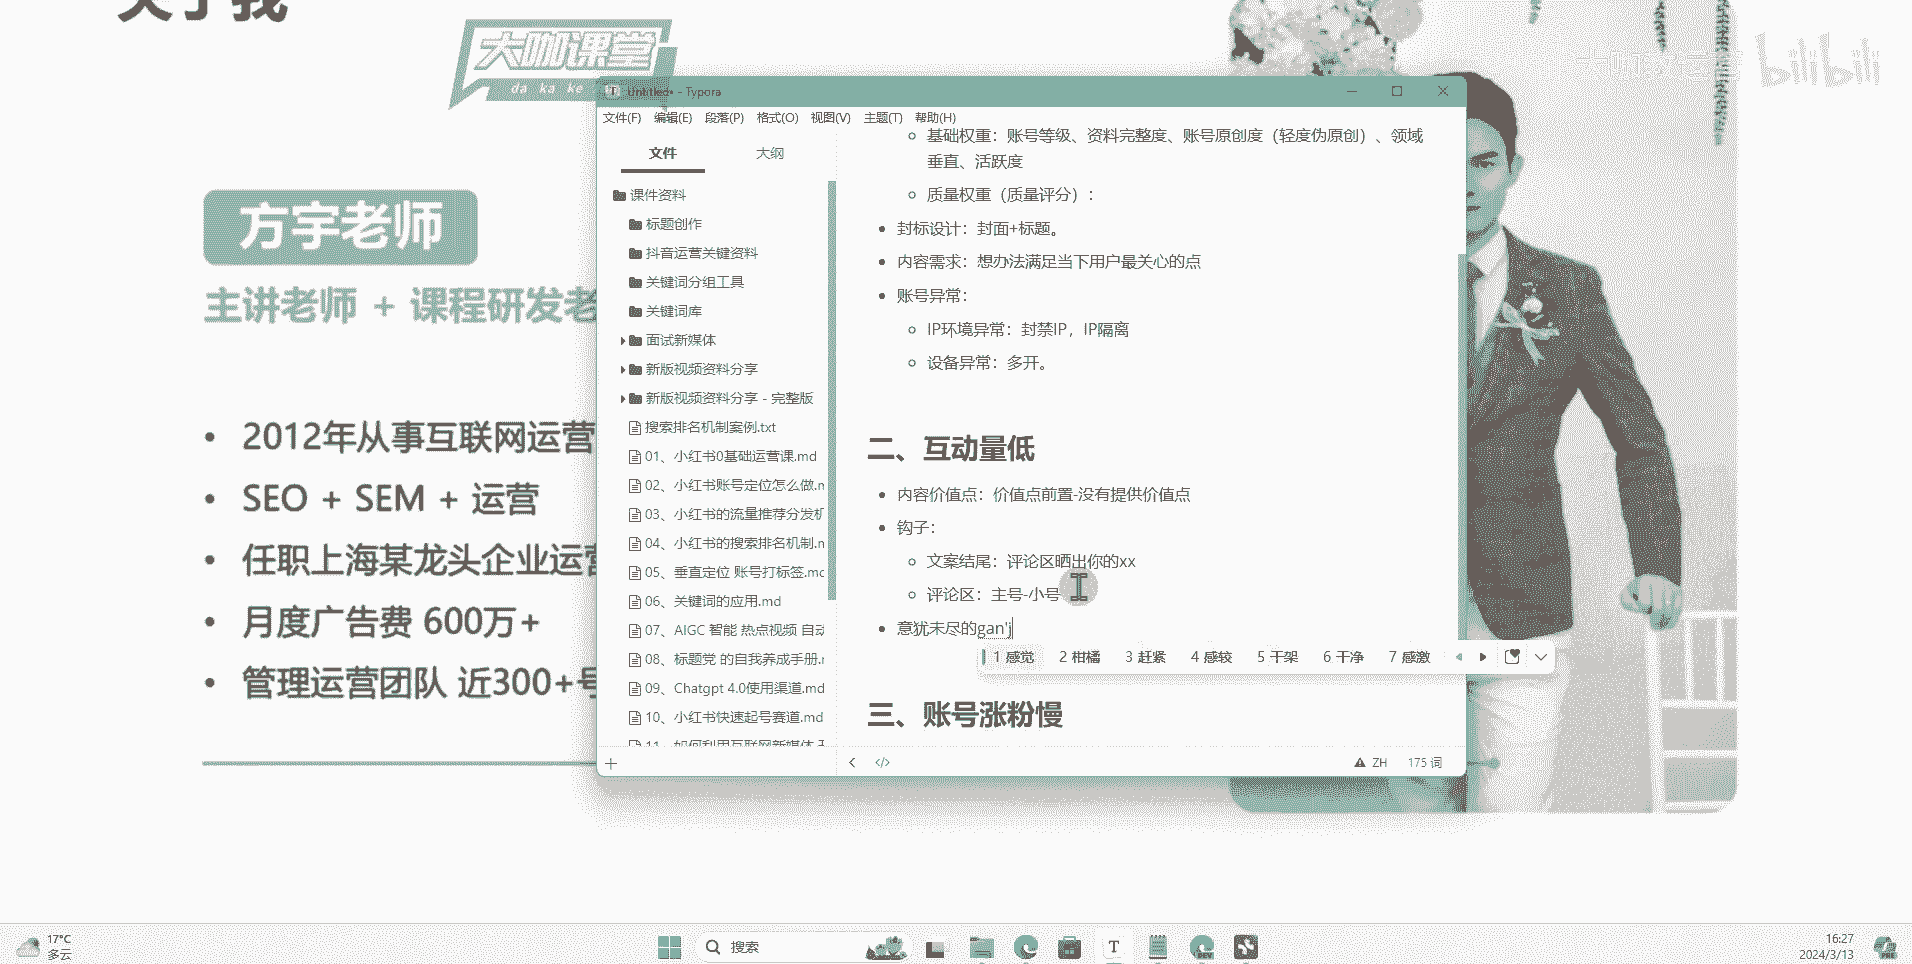 关于我
大咖课堂
da ka ke
bilibili
方宇老师
主讲老师 + 课程研发老
• 2012年从事互联网运营
• SEO + SEM + 运营
• 任职上海某龙头企业运营
• 月度广告费 600万+
• 管理运营团队 近300+号
Untitled• - Typora
文件(F) 编辑(E) 段落(P) 格式(O) 视图(V) 主题(T) 帮助(H)
文件 大纲
课件资料
标题创作
抖音运营关键资料
关键词分组工具
关键词库
面试新媒体
新版视频资料分享
新版视频资料分享 - 完整版
搜索排名机制案例.txt
01、小红书0基础运营课.md
02、小红书账号定位怎么做.m
03、小红书的流量推荐分发机
04、小红书的搜索排名机制.m
05、垂直定位 账号打标签.mc
06、关键词的应用.md
07、AIGC 智能 热点视频 自动
08、标题党 的自我养成手册.r
09、Chatgpt 4.0使用渠道.md
10、小红书快速起号赛道.md
11、如何利用互联网新媒体
基础权重：账号等级、资料完整度、账号原创度（轻度伪原创）、领域
垂直、活跃度
质量权重（质量评分）：
封标设计：封面+标题。
内容需求：想办法满足当下用户最关心的点
账号异常：
IP环境异常：封禁IP，IP隔离
设备异常：多开。
二、互动量低
内容价值点：价值点前置-没有提供价值点
钩子：
文案结尾：评论区晒出你的xx
评论区：主号-小号
意犹未尽的gan'j
1 感觉 2 柑橘 3 赶紧 4 感较 5 干架 6 干净 7 感激
三、账号涨粉慢
ZH 175 词
17°C
多云
搜索
16:27
2024/3/13